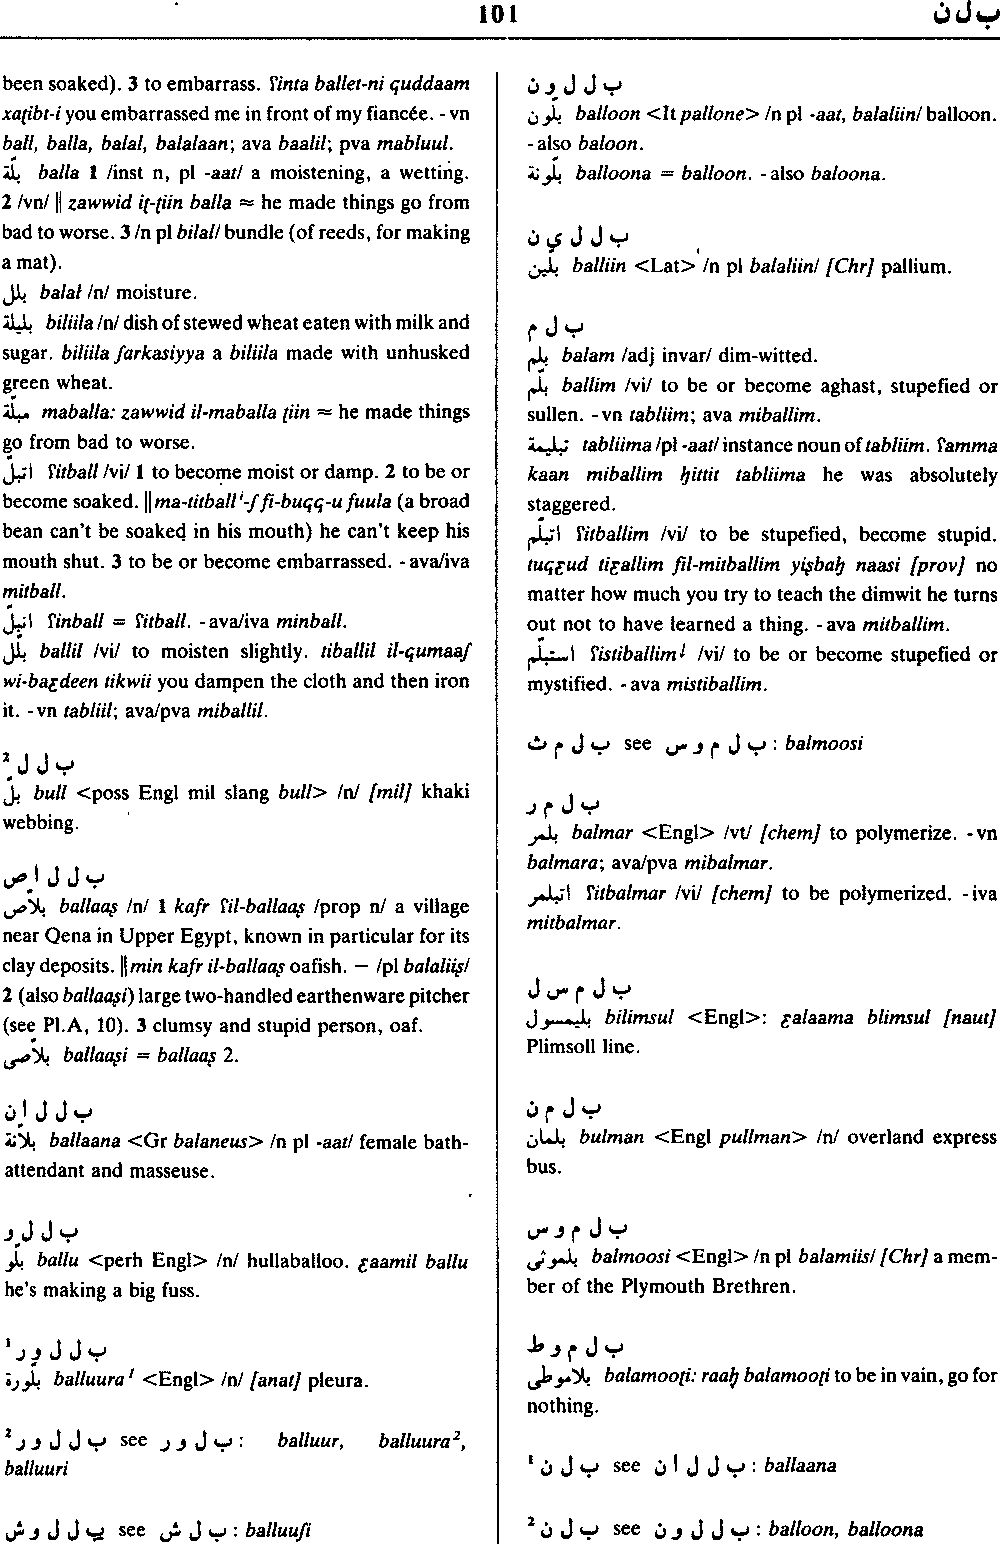 101
ب ل ن
been soaked). 3 to embarrass. ʕinta ballet-ni quddaam
xaṭibt-i you embarrassed me in front of my fiancée. - vn
ball, balla, balal, balalaan; ava baalil; pva mabluul.
بلّة balla 1 /inst n, pl -aat/ a moistening, a wetting.
2 /vn/ ‖ ẓawwid iṭ-ṭiin balla ≈ he made things go from
bad to worse. 3 /n pl bilal/ bundle (of reeds, for making
a mat).
بلل balal /n/ moisture.
بليلة biliila /n/ dish of stewed wheat eaten with milk and
sugar. biliila farkasiyya a biliila made with unhusked
green wheat.
مبلّة maballa: ẓawwid il-maballa ṭiin ≈ he made things
go from bad to worse.
اتبلّ ʕitball /vi/ 1 to become moist or damp. 2 to be or
become soaked. ‖ ma-titballⁱ-ʃ fi-buqq-u fuula (a broad
bean can't be soaked in his mouth) he can't keep his
mouth shut. 3 to be or become embarrassed. - ava/iva
mitball.
انبلّ ʕinball = ʕitball. - ava/iva minball.
بلّل ballil /vi/ to moisten slightly. tiballil il-qumaaʃ
wi-baʒdeen tikwii you dampen the cloth and then iron
it. - vn tabliil; ava/pva miballil.
ب ل ل ²
بلّ bull <poss Engl mil slang bull> /n/ [mil] khaki
webbing.
ب ل ل ا ص
بلّاص ballaaṣ /n/ 1 kafr ʕil-ballaaṣ /prop n/ a village
near Qena in Upper Egypt, known in particular for its
clay deposits. ‖ min kafr il-ballaaṣ oafish. — /pl balaliiṣ/
2 (also ballaaṣi) large two-handled earthenware pitcher
(see Pl.A, 10). 3 clumsy and stupid person, oaf.
بلّاصى ballaaṣi = ballaaṣ 2.
ب ل ل ا ن
بلّانة ballaana <Gr balaneus> /n pl -aat/ female bath-
attendant and masseuse.
ب ل ل و
بلّو ballu <perh Engl> /n/ hullaballoo. ʒaamil ballu
he's making a big fuss.
ب ل ل و ر ¹
بلّورة balluura¹ <Engl> /n/ [anat] pleura.
ب ل ل و ر ² see ب ل و ر : balluur, balluura²,
balluuri
ب ل ل و ش see ب ل ش : balluuʃi
ب ل ل و ن
بلّون balloon <It pallone> /n pl -aat, balaliin/ balloon.
- also baloon.
بلّونة balloona = balloon. - also baloona.
ب ل ل ي ن
بلّين balliin <Lat> /n pl balaliin/ [Chr] pallium.
ب ل م
بلم balam /adj invar/ dim-witted.
بلّم ballim /vi/ to be or become aghast, stupefied or
sullen. - vn tabliim; ava miballim.
تبليمة tabliima /pl -aat/ instance noun of tabliim. ʕamma
kaan miballim ḥittit tabliima he was absolutely
staggered.
اتبلّم ʕitballim /vi/ to be stupefied, become stupid.
tuqʒud tiʒallim fil-mitballim yiṣbaḥ naasi [prov] no
matter how much you try to teach the dimwit he turns
out not to have learned a thing. - ava mitballim.
استبلّم ʕistiballim↓ /vi/ to be or become stupefied or
mystified. - ava mistiballim.
ب ل م ث see ب ل م و س : balmoosi
ب ل م ر
بلمر balmar <Engl> /vt/ [chem] to polymerize. - vn
balmara; ava/pva mibalmar.
اتبلمر ʕitbalmar /vi/ [chem] to be polymerized. - iva
mitbalmar.
ب ل م س ل
بليمسول bilimsul <Engl>: ʒalaama blimsul [naut]
Plimsoll line.
ب ل م ن
بلمان bulman <Engl pullman> /n/ overland express
bus.
ب ل م و س
بلموثى balmoosi <Engl> /n pl balamiis/ [Chr] a mem-
ber of the Plymouth Brethren.
ب ل م و ط
بلاموطى balamooṭi: raaḥ balamooṭi to be in vain, go for
nothing.
ب ل ن ¹ see ب ل ل ا ن : ballaana
ب ل ن ² see ب ل ل و ن : balloon, balloona